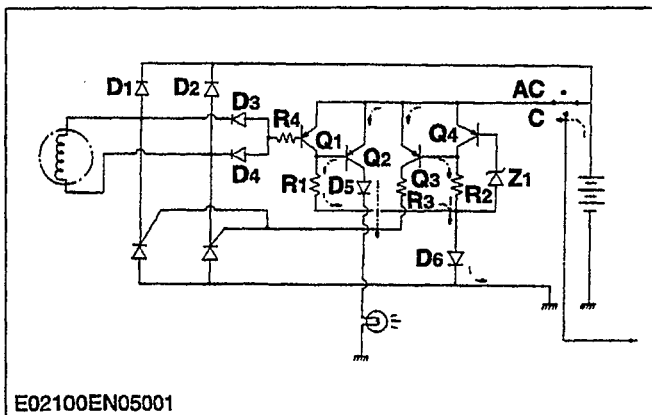 D1 D2 D3 AC
R4 C
Q1 Q4
D4 Q2
R1 D5 Q3 R2 Z1
R3
D6
E02100EN05001